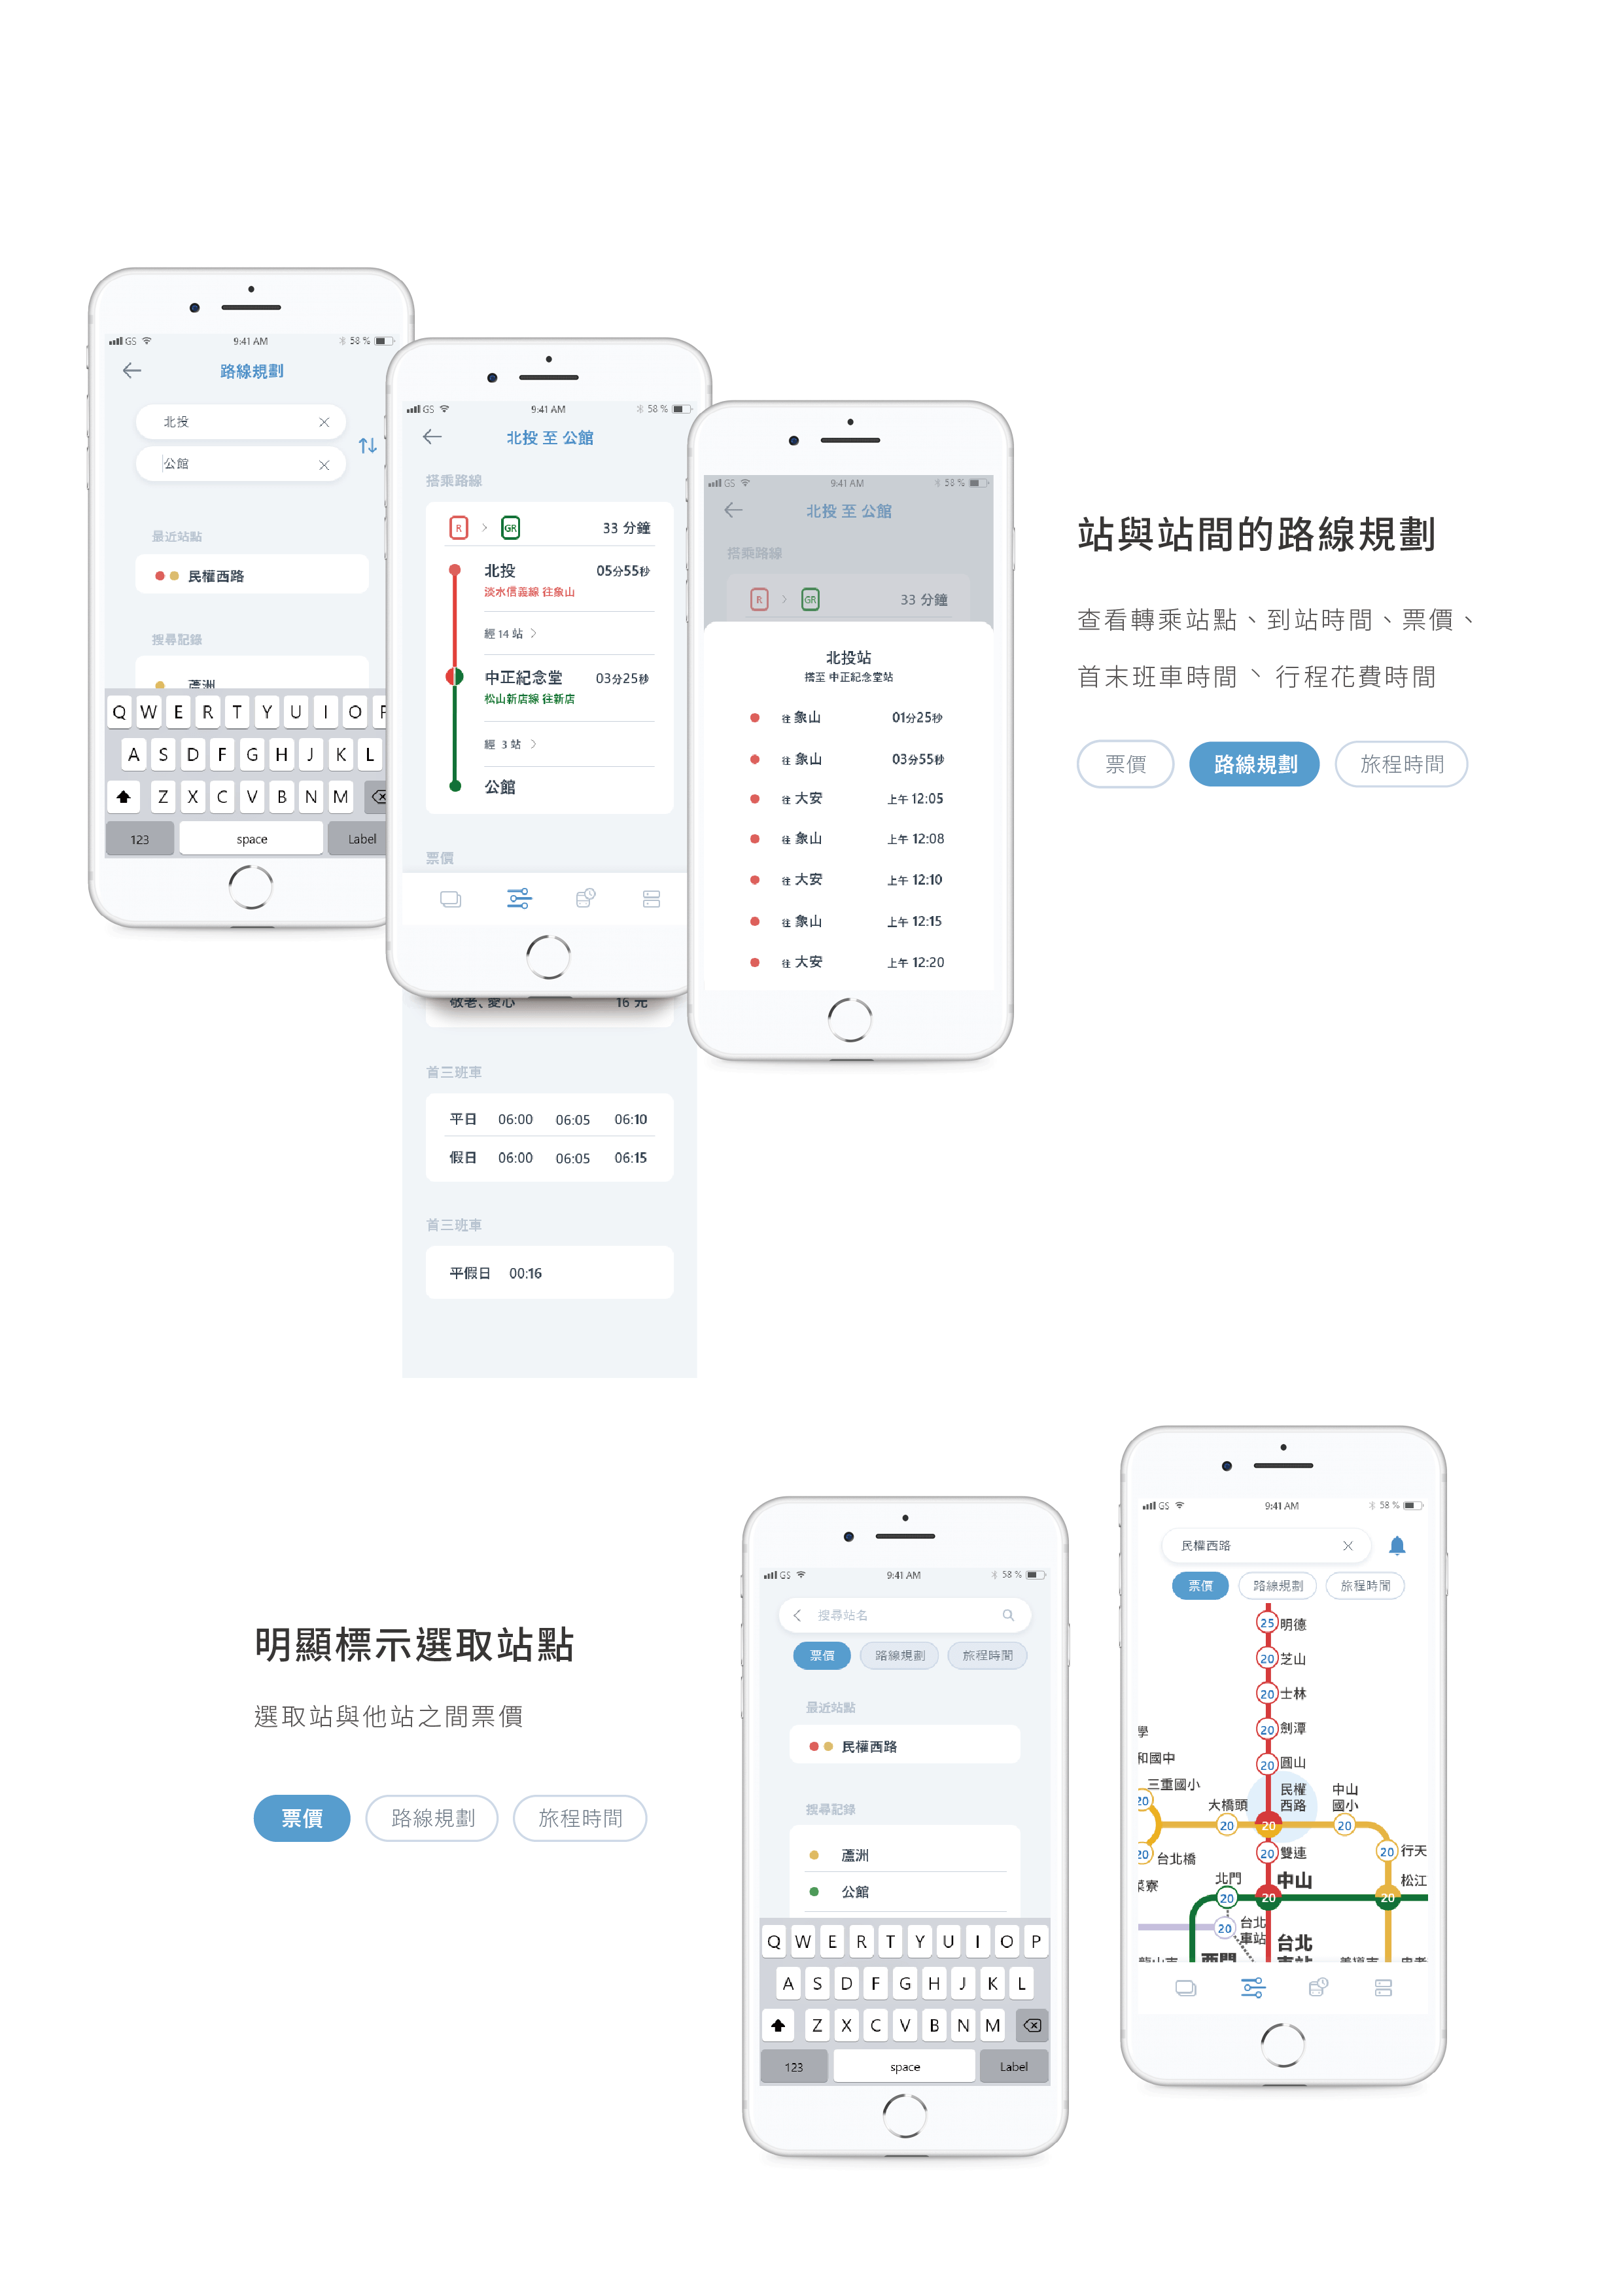 GS 9:41 AM 58 %
路線規劃
北投
公館
最近站點
民權西路
搜尋記錄
蘆洲
Q W E R T Y U I O P
A S D F G H J K L
Z X C V B N M
123 space Label
GS 9:41 AM 58 %
北投 至 公館
搭乘路線
R GR 33 分鐘
北投 05分55秒
淡水信義線 往象山
經 14 站
中正紀念堂 03分25秒
松山新店線 往新店
經 3 站
公館
票價
敬老、愛心 16 元
首三班車
平日 06:00 06:05 06:10
假日 06:00 06:05 06:15
首三班車
平假日 00:16
GS 9:41 AM 58 %
北投 至 公館
搭乘路線
R GR 33 分鐘
北投站
搭至 中正紀念堂站
往 象山 01分25秒
往 象山 03分55秒
往 大安 上午 12:05
往 象山 上午 12:08
往 大安 上午 12:10
往 象山 上午 12:15
往 大安 上午 12:20
站與站間的路線規劃
查看轉乘站點、到站時間、票價、
首末班車時間、行程花費時間
票價 路線規劃 旅程時間
明顯標示選取站點
選取站與他站之間票價
票價 路線規劃 旅程時間
GS 9:41 AM 58 %
搜尋站名
票價 路線規劃 旅程時間
最近站點
民權西路
搜尋記錄
蘆洲
公館
Q W E R T Y U I O P
A S D F G H J K L
Z X C V B N M
123 space Label
GS 9:41 AM 58 %
民權西路
票價 路線規劃 旅程時間
25 明德
20 芝山
20 士林
20 劍潭
學
20 圓山
和國中
三重國小
20
大橋頭
民權
西路
中山
國小
20 20 20
20 台北橋
20 雙連
20 行天
菜寮
北門
中山
松江
20 20 20
20 台北
車站
台北
車站
西門